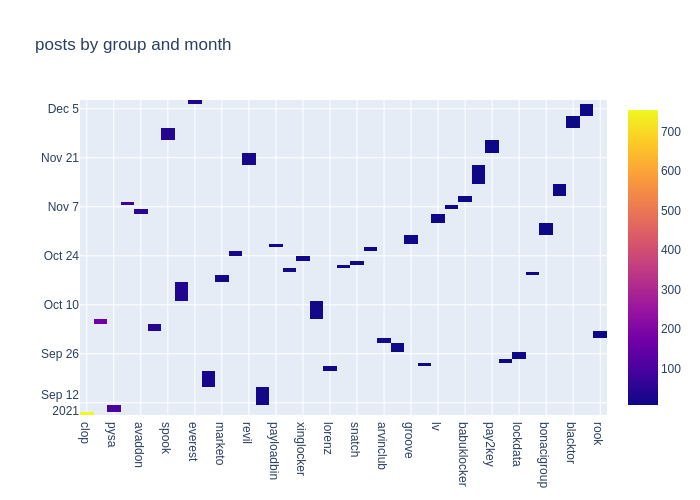 posts by group and month
Dec 5
Nov 21
Nov 7
Oct 24
Oct 10
Sep 26
Sep 12
2021
700
600
500
400
300
200
100
clop
pysa
avaddon
spook
everest
marketo
revil
payloadbin
xinglocker
lorenz
snatch
arvinclub
groove
lv
babuklocker
pay2key
lockdata
bonacigroup
blacktor
rook